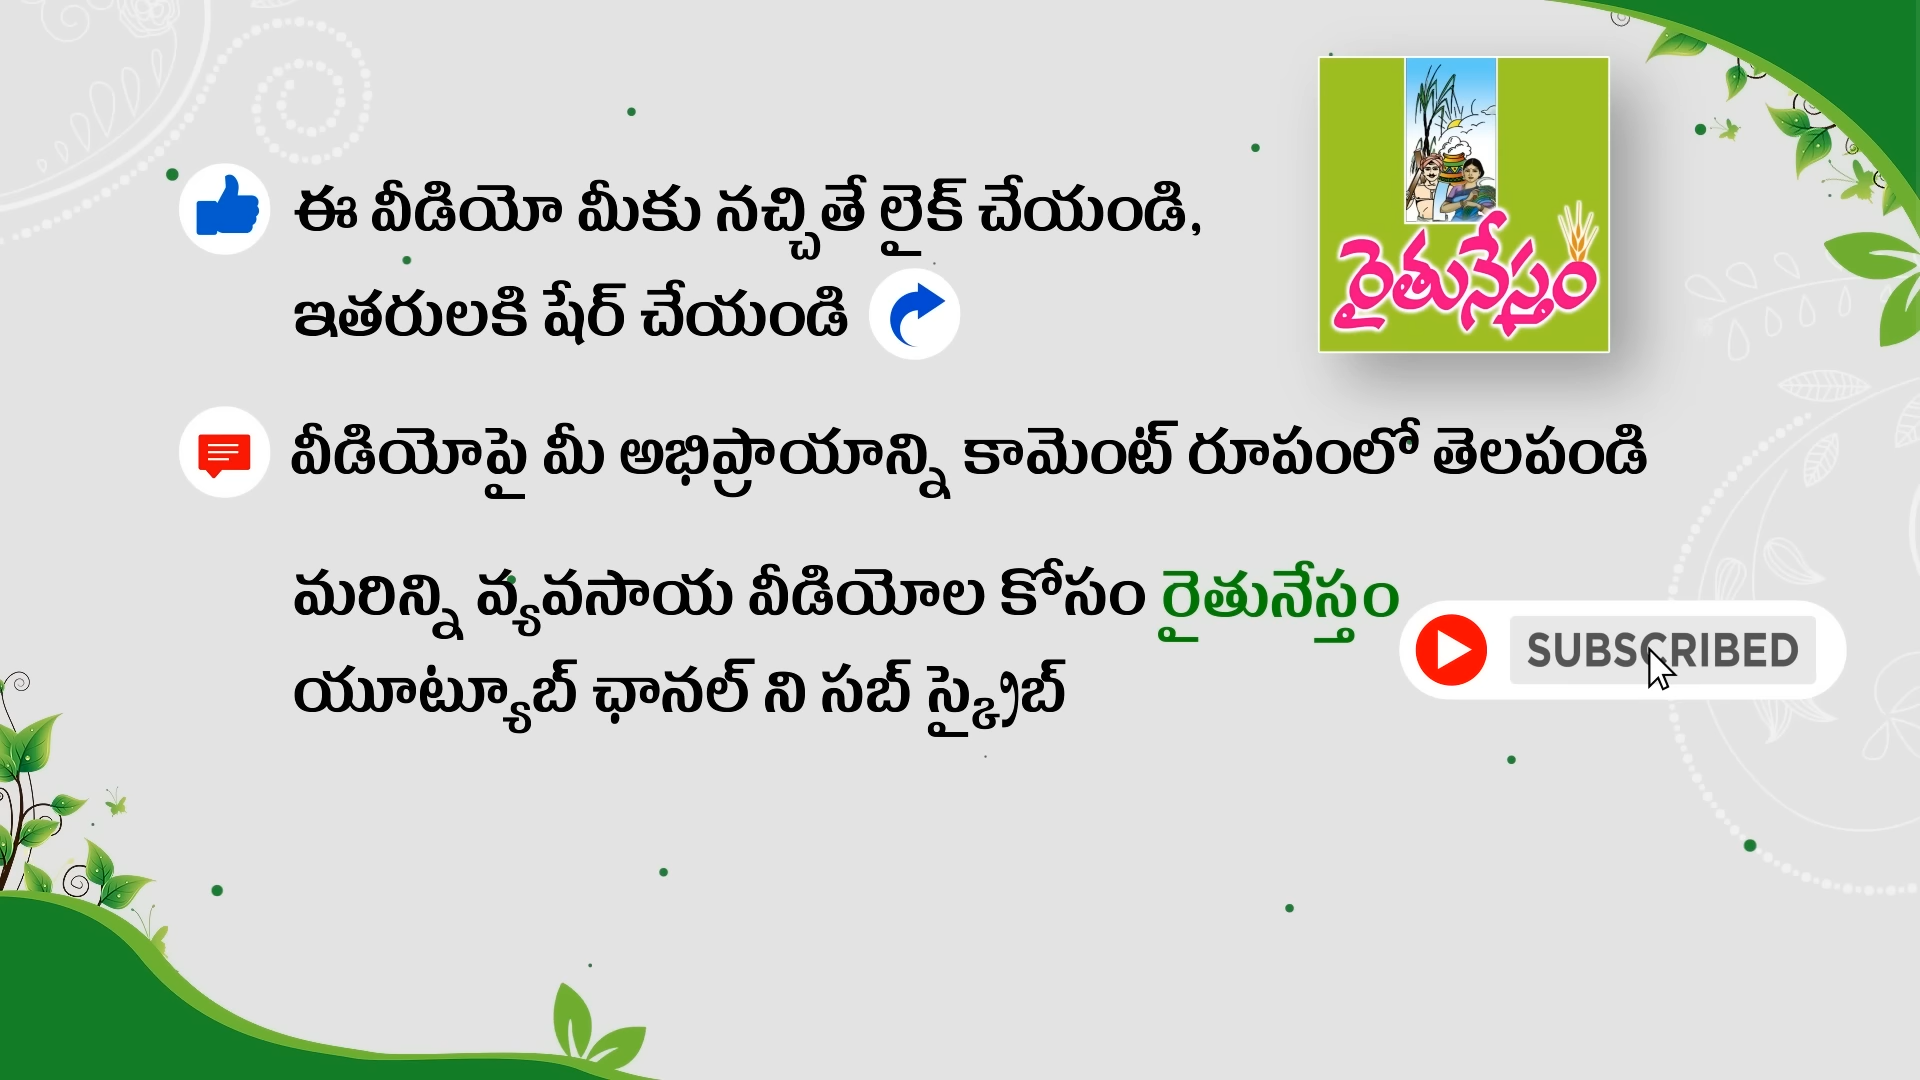 ఈ వీడియో మీకు నచ్చితే లైక్ చేయండి,
ఇతరులకి షేర్ చేయండి
రైతునేస్తం
వీడియోపై మీ అభిప్రాయాన్ని కామెంట్ రూపంలో తెలపండి
మరిన్ని వ్యవసాయ వీడియోల కోసం రైతునేస్తం
యూట్యూబ్ ఛానల్ ని సబ్ స్క్రైబ్
SUBSCRIBED